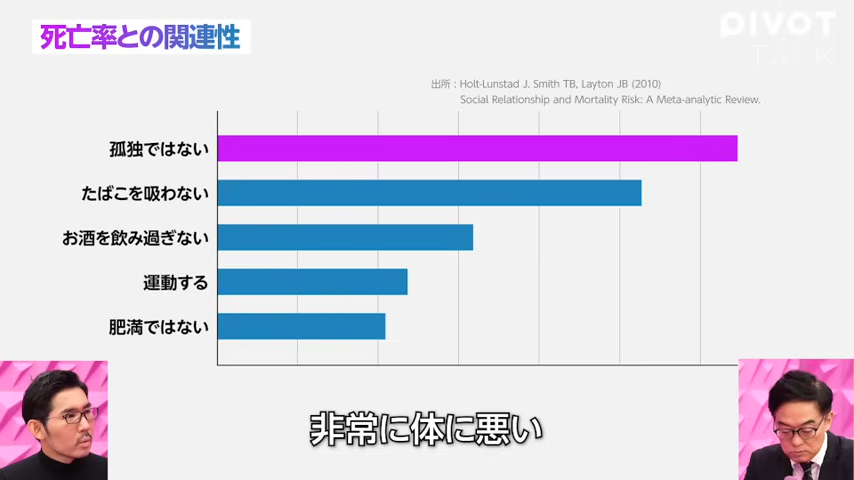 死亡率との関連性
PIVOT
TALK
出所 : Holt-Lunstad J. Smith TB, Layton JB (2010)
Social Relationship and Mortality Risk: A Meta-analytic Review.
孤独ではない
たばこを吸わない
お酒を飲み過ぎない
運動する
肥満ではない
非常に体に悪い